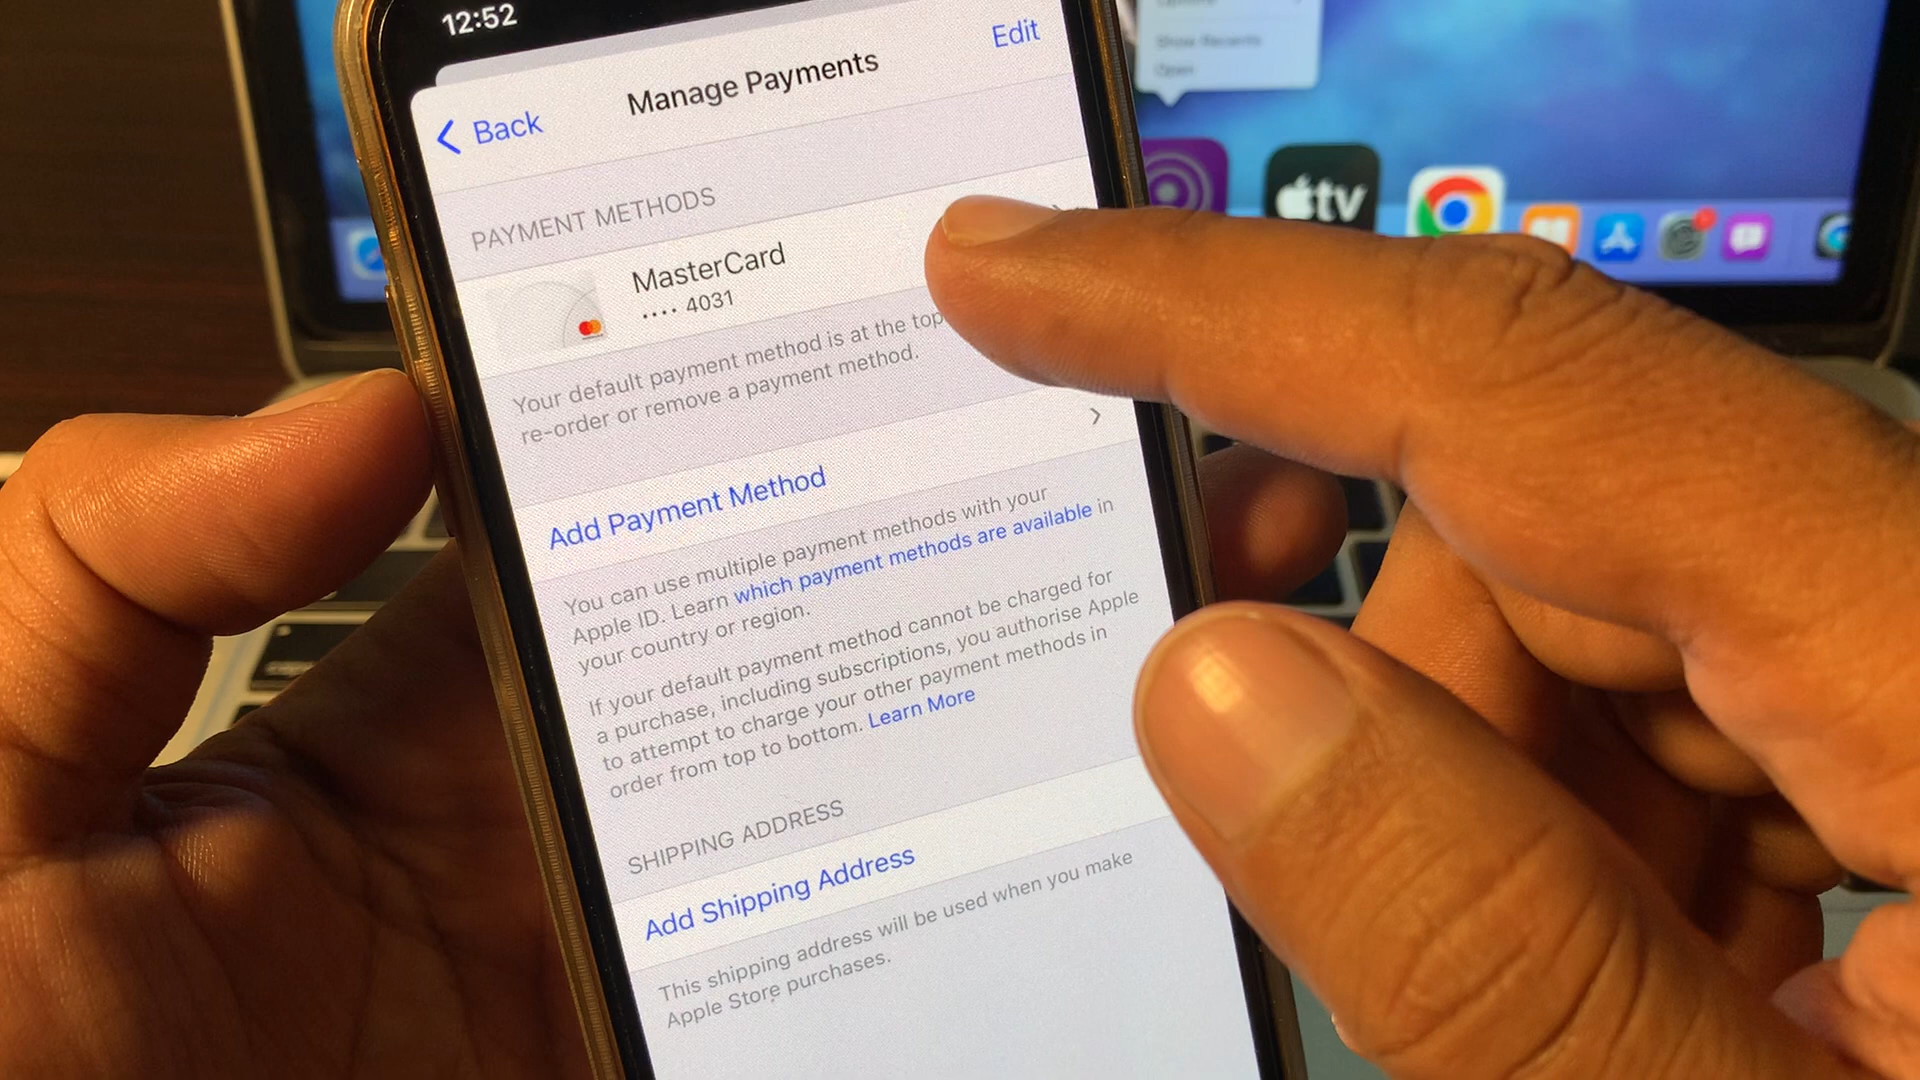 12:52
Edit
Manage Payments
Back
PAYMENT METHODS
MasterCard
.... 4031
Your default payment method is at the top
re-order or remove a payment method.
Add Payment Method
You can use multiple payment methods with your
Apple ID. Learn which payment methods are available in
your country or region.
If your default payment method cannot be charged for
a purchase, including subscriptions, you authorise Apple
to attempt to charge your other payment methods in
order from top to bottom. Learn More
SHIPPING ADDRESS
Add Shipping Address
This shipping address will be used when you make
Apple Store purchases.
Show Recents
Open
tv